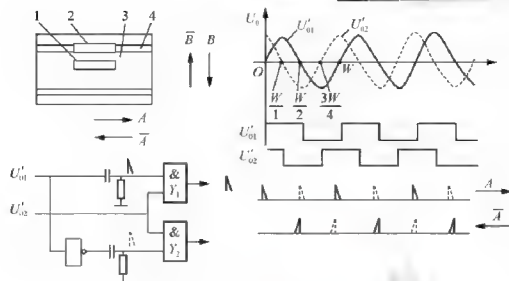 1 2 3 4
B̅ B
A
A̅
U₀ U′₀₁ U′₀₂
O W/1 W/2 3W/4 W
U′₀₁
U′₀₂
U′₀₁ & Y₁
U′₀₂
& Y₂
A
A̅